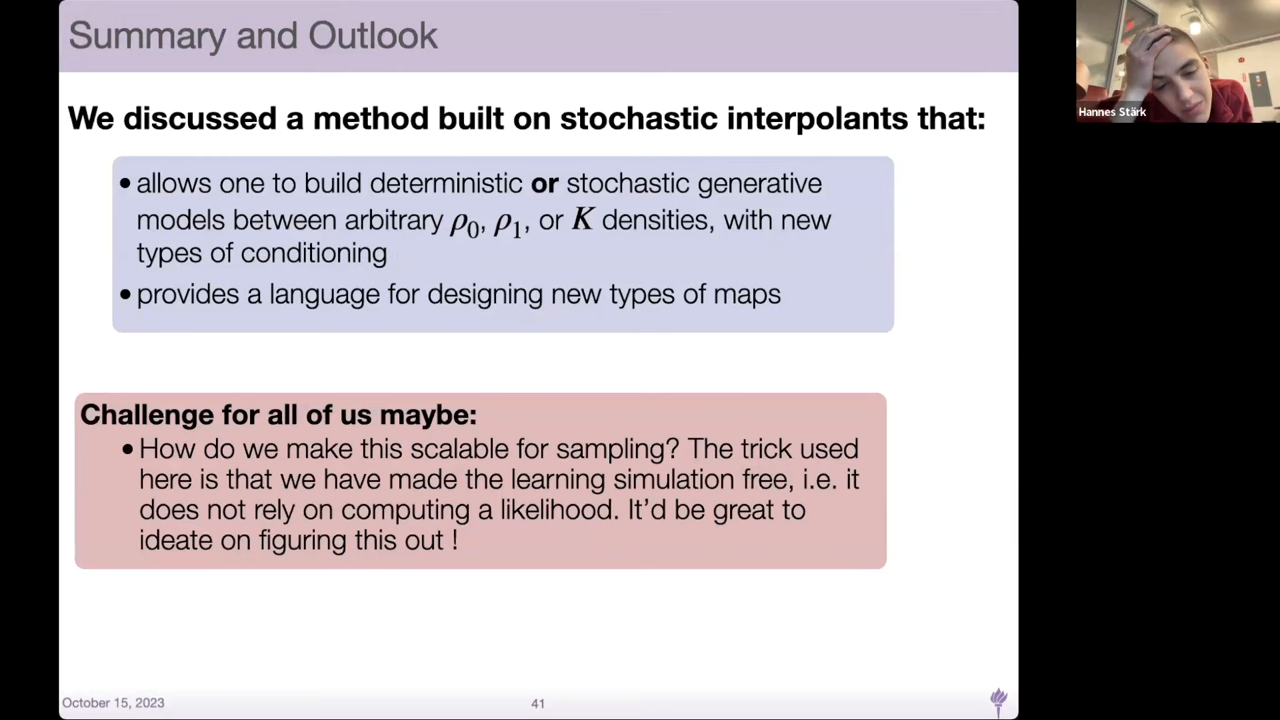 Summary and Outlook
We discussed a method built on stochastic interpolants that:
• allows one to build deterministic or stochastic generative
models between arbitrary ρ₀, ρ₁, or K densities, with new
types of conditioning
• provides a language for designing new types of maps
Challenge for all of us maybe:
• How do we make this scalable for sampling? The trick used
here is that we have made the learning simulation free, i.e. it
does not rely on computing a likelihood. It'd be great to
ideate on figuring this out !
October 15, 2023
41
Hannes Stärk